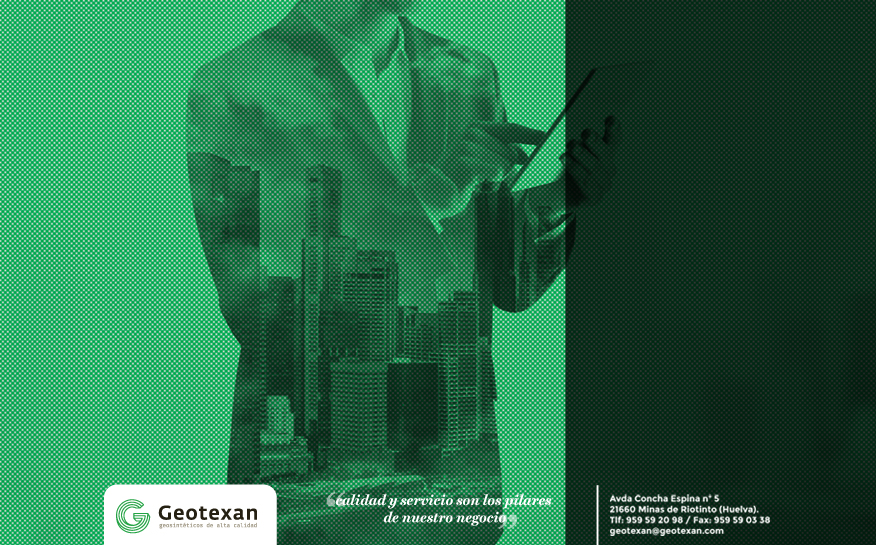 Geotexan
geosintéticos de alta calidad
“calidad y servicio son los pilares
de nuestro negocio”
Avda Concha Espina nº 5
21660 Minas de Riotinto (Huelva).
Tlf: 959 59 20 98 / Fax: 959 59 03 38
geotexan@geotexan.com